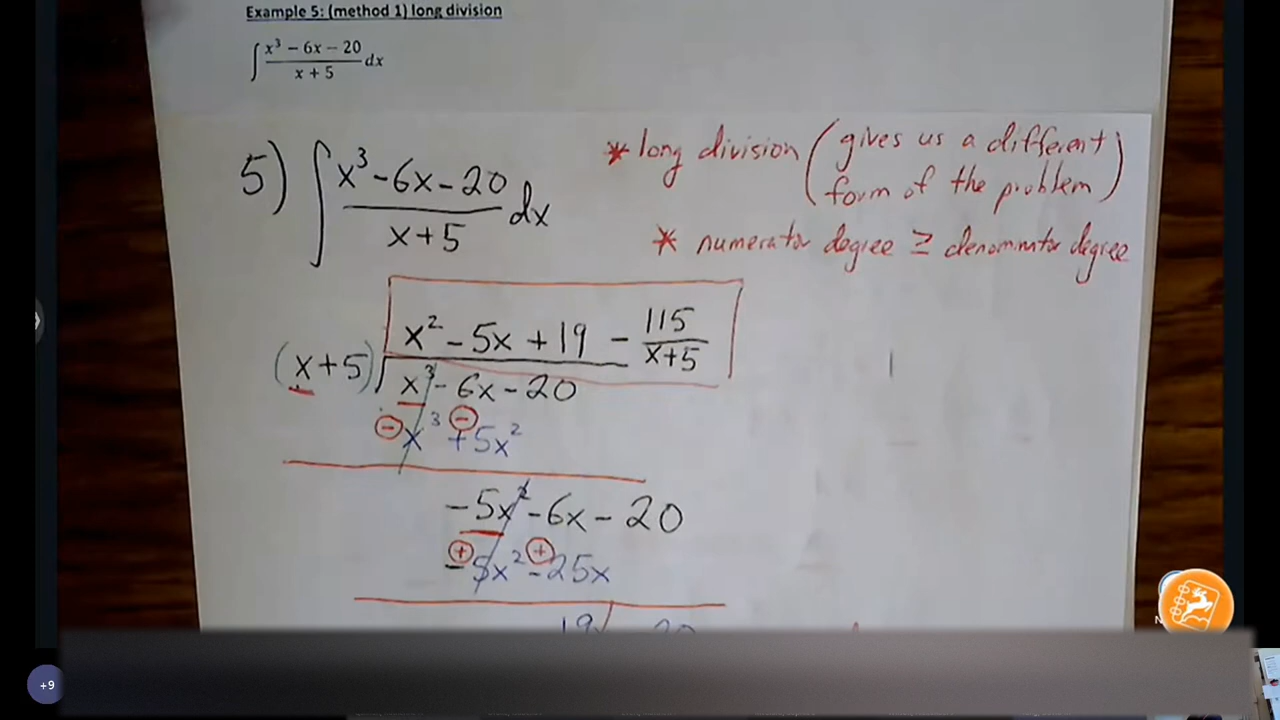 Example 5: (method 1) long division
∫ x³ − 6x − 20 / x + 5 dx
5) ∫ x³ − 6x − 20 / x + 5 dx
* long division (gives us a different form of the problem)
* numerator degree ≥ denominator degree
x² − 5x + 19 − 115/x+5
(x+5) x³ − 6x − 20
⊖ x³ ⊖ +5x²
−5x² − 6x − 20
⊕ −5x² ⊕ −25x
+9